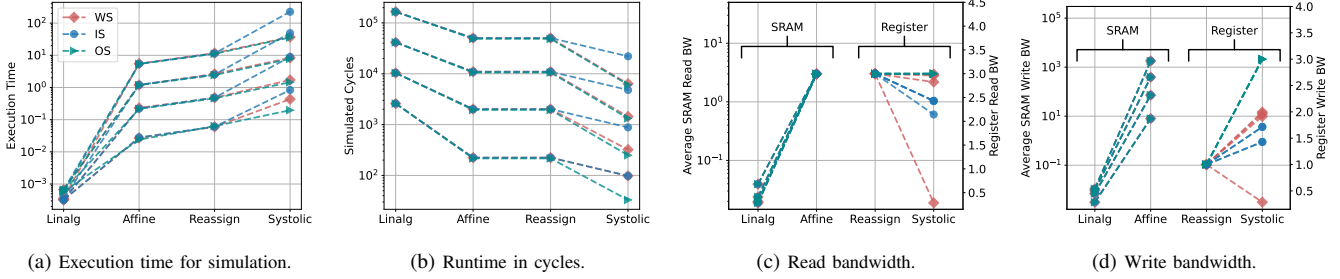 Execution Time
10²
10¹
10⁰
10⁻¹
10⁻²
10⁻³
WS
IS
OS
Linalg Affine Reassign Systolic
(a) Execution time for simulation.
Simulated Cycles
10⁵
10⁴
10³
10²
Linalg Affine Reassign Systolic
(b) Runtime in cycles.
Average SRAM Read BW
10¹
10⁰
10⁻¹
SRAM
Register
4.5
4.0
3.5
3.0
2.5
2.0
1.5
1.0
0.5
Register Read BW
Linalg Affine Reassign Systolic
(c) Read bandwidth.
Average SRAM Write BW
10⁵
10³
10¹
10⁻¹
SRAM
Register
4.0
3.5
3.0
2.5
2.0
1.5
1.0
0.5
Register Write BW
Linalg Affine Reassign Systolic
(d) Write bandwidth.